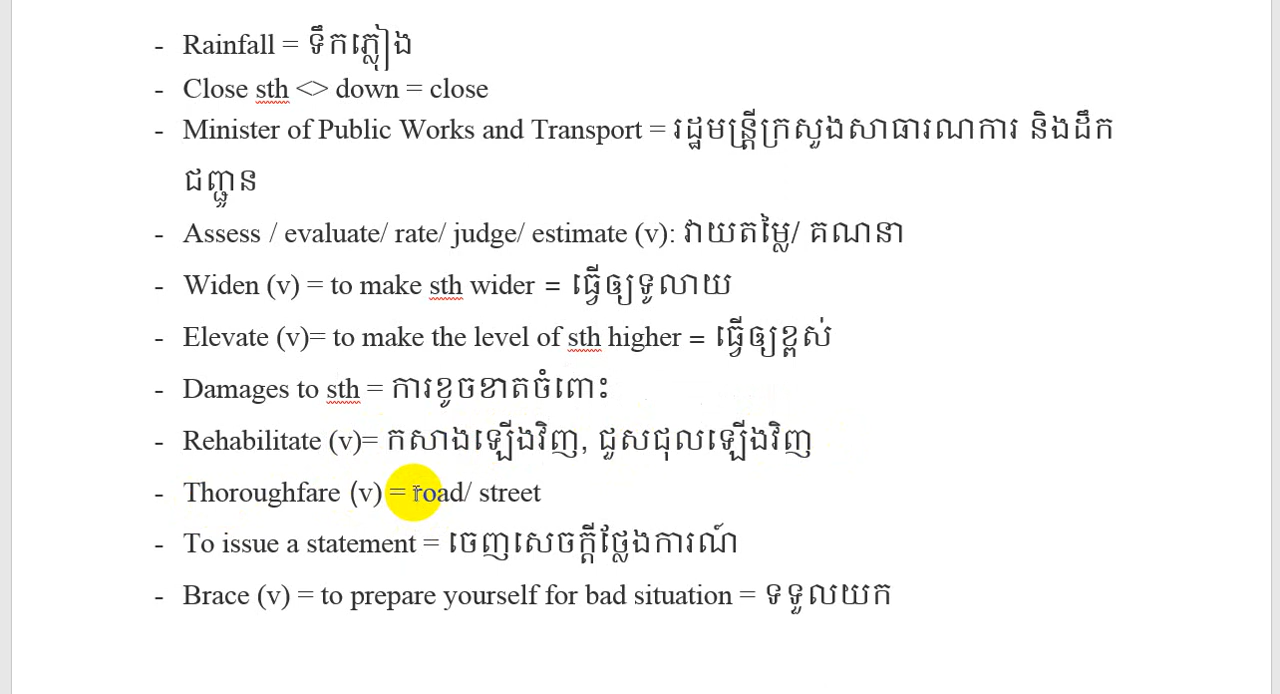 - Rainfall = ទឹកភ្លៀង
- Close sth <> down = close
- Minister of Public Works and Transport = រដ្ឋមន្ត្រីក្រសួងសាធារណការ និងដឹក
ជញ្ជូន
- Assess / evaluate/ rate/ judge/ estimate (v): វាយតម្លៃ/ គណនា
- Widen (v) = to make sth wider = ធ្វើឲ្យទូលាយ
- Elevate (v)= to make the level of sth higher = ធ្វើឲ្យខ្ពស់
- Damages to sth = ការខូចខាតចំពោះ
- Rehabilitate (v)= កសាងឡើងវិញ, ជួសជុលឡើងវិញ
- Thoroughfare (v) = road/ street
- To issue a statement = ចេញសេចក្តីថ្លែងការណ៍
- Brace (v) = to prepare yourself for bad situation = ទទួលយក